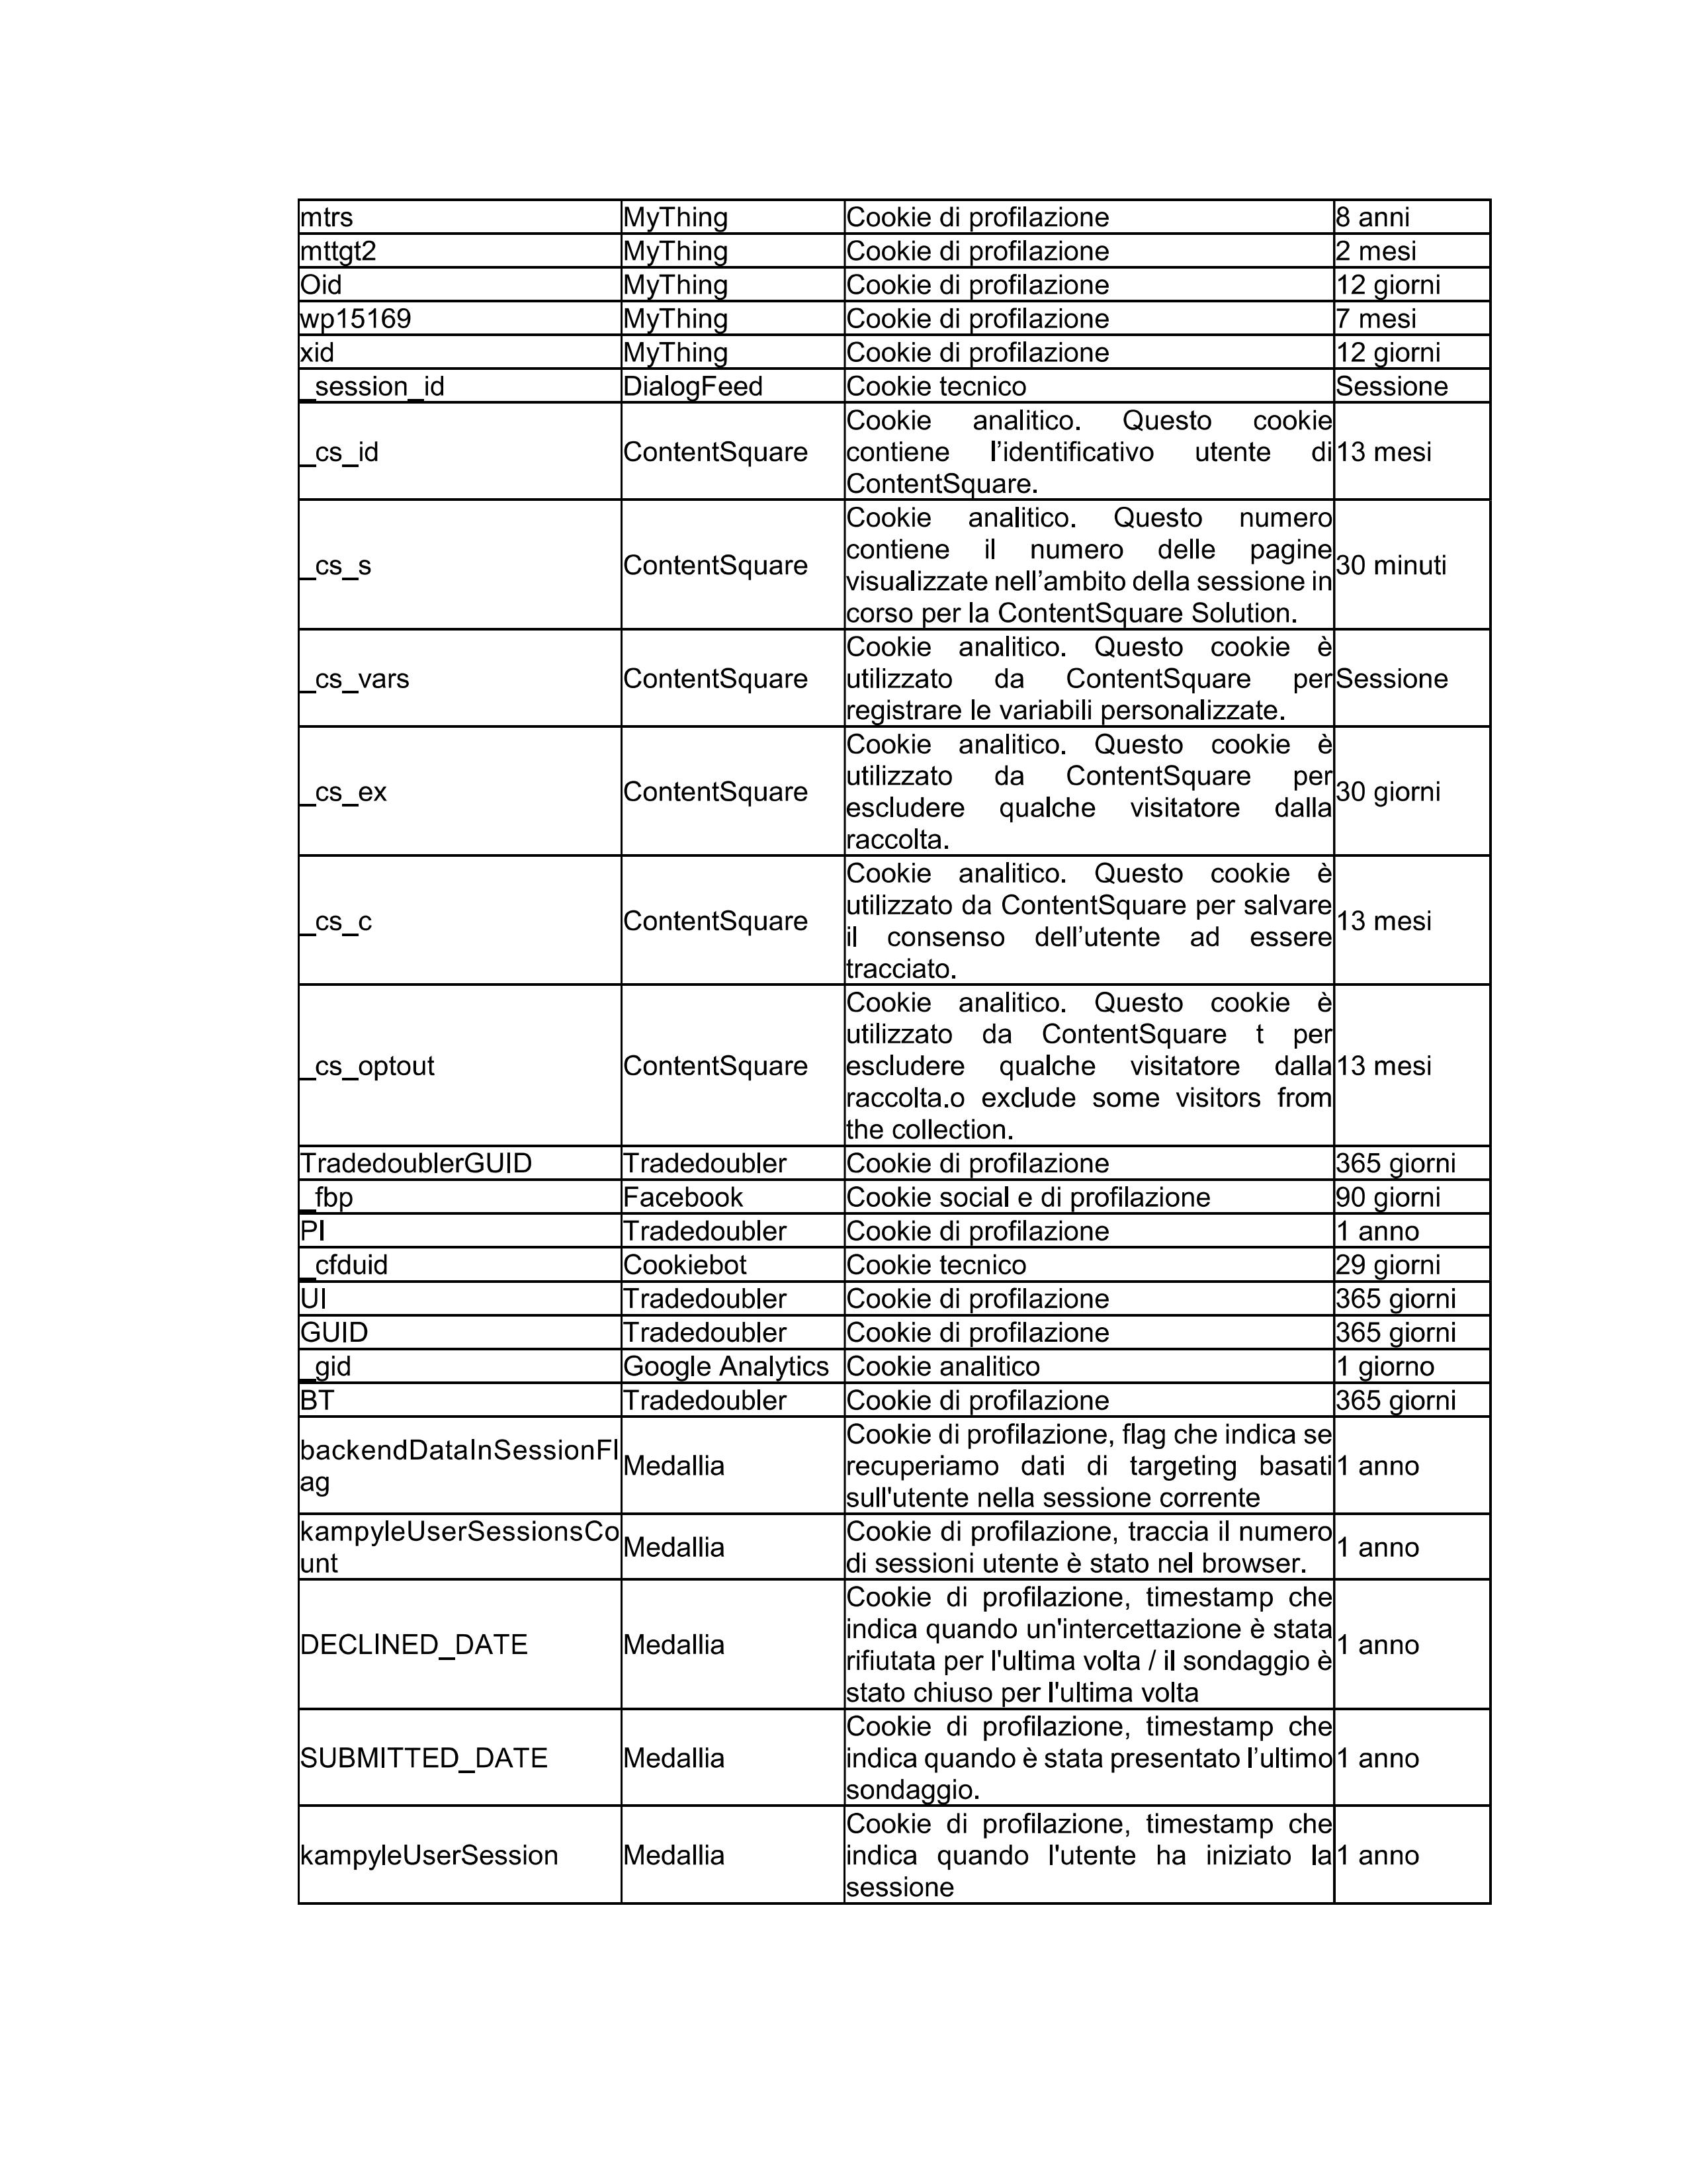 mtrs MyThing Cookie di profilazione 8 anni
mttgt2 MyThing Cookie di profilazione 2 mesi
Oid MyThing Cookie di profilazione 12 giorni
wp15169 MyThing Cookie di profilazione 7 mesi
xid MyThing Cookie di profilazione 12 giorni
_session_id DialogFeed Cookie tecnico Sessione
_cs_id ContentSquare Cookie analitico. Questo cookie
contiene l’identificativo utente di
ContentSquare. 13 mesi
_cs_s ContentSquare Cookie analitico. Questo numero
contiene il numero delle pagine
visualizzate nell’ambito della sessione in
corso per la ContentSquare Solution. 30 minuti
_cs_vars ContentSquare Cookie analitico. Questo cookie è
utilizzato da ContentSquare per
registrare le variabili personalizzate. Sessione
_cs_ex ContentSquare Cookie analitico. Questo cookie è
utilizzato da ContentSquare per
escludere qualche visitatore dalla
raccolta. 30 giorni
_cs_c ContentSquare Cookie analitico. Questo cookie è
utilizzato da ContentSquare per salvare
il consenso dell’utente ad essere
tracciato. 13 mesi
_cs_optout ContentSquare Cookie analitico. Questo cookie è
utilizzato da ContentSquare t per
escludere qualche visitatore dalla
raccolta.o exclude some visitors from
the collection. 13 mesi
TradedoublerGUID Tradedoubler Cookie di profilazione 365 giorni
_fbp Facebook Cookie social e di profilazione 90 giorni
PI Tradedoubler Cookie di profilazione 1 anno
_cfduid Cookiebot Cookie tecnico 29 giorni
UI Tradedoubler Cookie di profilazione 365 giorni
GUID Tradedoubler Cookie di profilazione 365 giorni
_gid Google Analytics Cookie analitico 1 giorno
BT Tradedoubler Cookie di profilazione 365 giorni
backendDataInSessionFl
ag Medallia Cookie di profilazione, flag che indica se
recuperiamo dati di targeting basati
sull'utente nella sessione corrente 1 anno
kampyleUserSessionsCo
unt Medallia Cookie di profilazione, traccia il numero
di sessioni utente è stato nel browser. 1 anno
DECLINED_DATE Medallia Cookie di profilazione, timestamp che
indica quando un'intercettazione è stata
rifiutata per l'ultima volta / il sondaggio è
stato chiuso per l'ultima volta 1 anno
SUBMITTED_DATE Medallia Cookie di profilazione, timestamp che
indica quando è stata presentato l’ultimo
sondaggio. 1 anno
kampyleUserSession Medallia Cookie di profilazione, timestamp che
indica quando l'utente ha iniziato la
sessione 1 anno